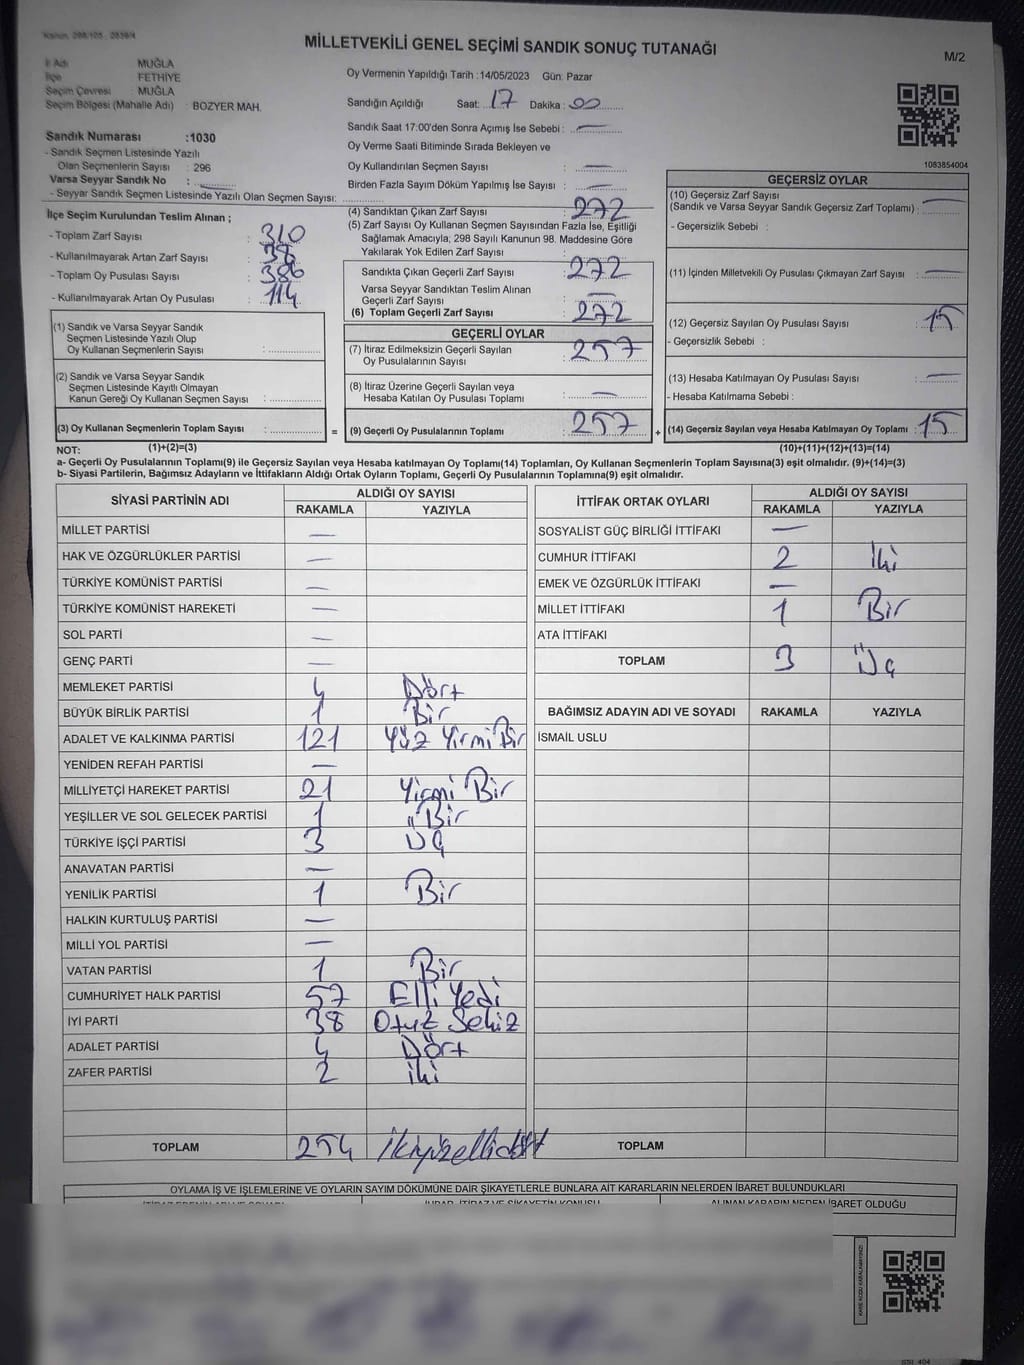 Kanun. 298/105 - 2839/4
MİLLETVEKİLİ GENEL SEÇİMİ SANDIK SONUÇ TUTANAĞI
M/2
İl Adı MUĞLA
İlçe FETHİYE
Seçim Çevresi MUĞLA
Seçim Bölgesi (Mahalle Adı) : BOZYER MAH.
Oy Vermenin Yapıldığı Tarih :14/05/2023 Gün: Pazar
Sandığın Açıldığı Saat: 17 Dakika : 00
Sandık Saat 17:00'den Sonra Açımış İse Sebebi : —
Oy Verme Saati Bitiminde Sırada Bekleyen ve
Oy Kullandırılan Seçmen Sayısı : —
Birden Fazla Sayım Döküm Yapılmış İse Sayısı : —
1083854004
Sandık Numarası :1030
- Sandık Seçmen Listesinde Yazılı
Olan Seçmenlerin Sayısı : 296
Varsa Seyyar Sandık No : —
- Seyyar Sandık Seçmen Listesinde Yazılı Olan Seçmen Sayısı:
İlçe Seçim Kurulundan Teslim Alınan ;
- Toplam Zarf Sayısı : 310
- Kullanılmayarak Artan Zarf Sayısı : 38
- Toplam Oy Pusulası Sayısı : 386
- Kullanılmayarak Artan Oy Pusulası : 114
(1) Sandık ve Varsa Seyyar Sandık
Seçmen Listesinde Yazılı Olup
Oy Kullanan Seçmenlerin Sayısı :
(2) Sandık ve Varsa Seyyar Sandık
Seçmen Listesinde Kayıtlı Olmayan
Kanun Gereği Oy Kullanan Seçmen Sayısı :
(3) Oy Kullanan Seçmenlerin Toplam Sayısı :
(4) Sandıktan Çıkan Zarf Sayısı : 272
(5) Zarf Sayısı Oy Kullanan Seçmen Sayısından Fazla İse, Eşitliği
Sağlamak Amacıyla; 298 Sayılı Kanunun 98. Maddesine Göre
Yakılarak Yok Edilen Zarf Sayısı :
Sandıkta Çıkan Geçerli Zarf Sayısı : 272
Varsa Seyyar Sandıktan Teslim Alınan
Geçerli Zarf Sayısı : —
(6) Toplam Geçerli Zarf Sayısı : 272
GEÇERLİ OYLAR
(7) İtiraz Edilmeksizin Geçerli Sayılan
Oy Pusulalarının Sayısı : 257
(8) İtiraz Üzerine Geçerli Sayılan veya
Hesaba Katılan Oy Pusulası Toplamı : —
= (9) Geçerli Oy Pusulalarının Toplamı : 257
GEÇERSİZ OYLAR
(10) Geçersiz Zarf Sayısı
(Sandık ve Varsa Seyyar Sandık Geçersiz Zarf Toplamı) : —
- Geçersizlik Sebebi :
(11) İçinden Milletvekili Oy Pusulası Çıkmayan Zarf Sayısı : —
(12) Geçersiz Sayılan Oy Pusulası Sayısı : 15
- Geçersizlik Sebebi :
(13) Hesaba Katılmayan Oy Pusulası Sayısı : —
- Hesaba Katılmama Sebebi :
+ (14) Geçersiz Sayılan veya Hesaba Katılmayan Oy Toplamı : 15
NOT: (1)+(2)=(3) (10)+(11)+(12)+(13)=(14)
a- Geçerli Oy Pusulalarının Toplamı(9) ile Geçersiz Sayılan veya Hesaba katılmayan Oy Toplamı(14) Toplamları, Oy Kullanan Seçmenlerin Toplam Sayısına(3) eşit olmalıdır. (9)+(14)=(3)
b- Siyasi Partilerin, Bağımsız Adayların ve İttifakların Aldığı Ortak Oyların Toplamı, Geçerli Oy Pusulalarının Toplamına(9) eşit olmalıdır.
SİYASİ PARTİNİN ADI ALDIĞI OY SAYISI
RAKAMLA YAZIYLA
MİLLET PARTİSİ —
HAK VE ÖZGÜRLÜKLER PARTİSİ —
TÜRKİYE KOMÜNİST PARTİSİ —
TÜRKİYE KOMÜNİST HAREKETİ —
SOL PARTİ —
GENÇ PARTİ —
MEMLEKET PARTİSİ 4 Dört
BÜYÜK BİRLİK PARTİSİ 1 Bir
ADALET VE KALKINMA PARTİSİ 121 Yüz Yirmi Bir
YENİDEN REFAH PARTİSİ —
MİLLİYETÇİ HAREKET PARTİSİ 21 Yirmi Bir
YEŞİLLER VE SOL GELECEK PARTİSİ 1 Bir
TÜRKİYE İŞÇİ PARTİSİ 3 Üç
ANAVATAN PARTİSİ —
YENİLİK PARTİSİ 1 Bir
HALKIN KURTULUŞ PARTİSİ —
MİLLİ YOL PARTİSİ —
VATAN PARTİSİ 1 Bir
CUMHURİYET HALK PARTİSİ 57 Elli Yedi
İYİ PARTİ 38 Otuz Sekiz
ADALET PARTİSİ 4 Dört
ZAFER PARTİSİ 2 iki
TOPLAM 254 ikiyüzellidört
İTTİFAK ORTAK OYLARI ALDIĞI OY SAYISI
RAKAMLA YAZIYLA
SOSYALİST GÜÇ BİRLİĞİ İTTİFAKI —
CUMHUR İTTİFAKI 2 İki
EMEK VE ÖZGÜRLÜK İTTİFAKI —
MİLLET İTTİFAKI 1 Bir
ATA İTTİFAKI
TOPLAM 3 Üç
BAĞIMSIZ ADAYIN ADI VE SOYADI RAKAMLA YAZIYLA
İSMAİL USLU
TOPLAM
OYLAMA İŞ VE İŞLEMLERİNE VE OYLARIN SAYIM DÖKÜMÜNE DAİR ŞİKAYETLERLE BUNLARA AİT KARARLARIN NELERDEN İBARET BULUNDUKLARI
ALINAN KARARIN NEDEN İBARET OLDUĞU